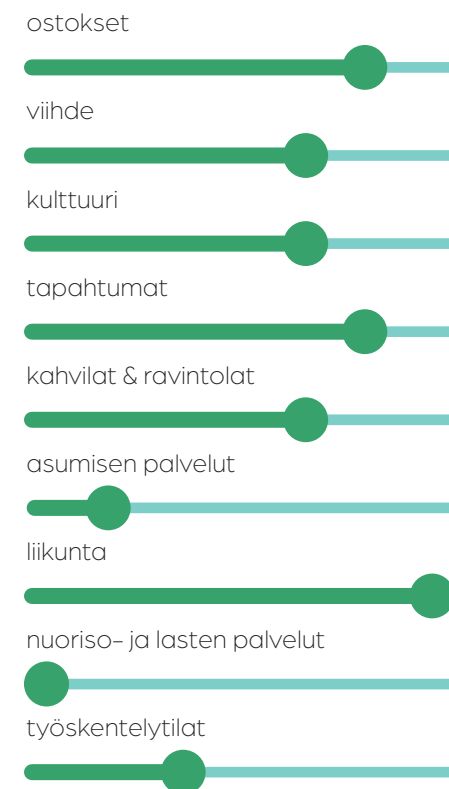 ostokset
viihde
kulttuuri
tapahtumat
kahvilat & ravintolat
asumisen palvelut
liikunta
nuoriso- ja lasten palvelut
työskentelytilat